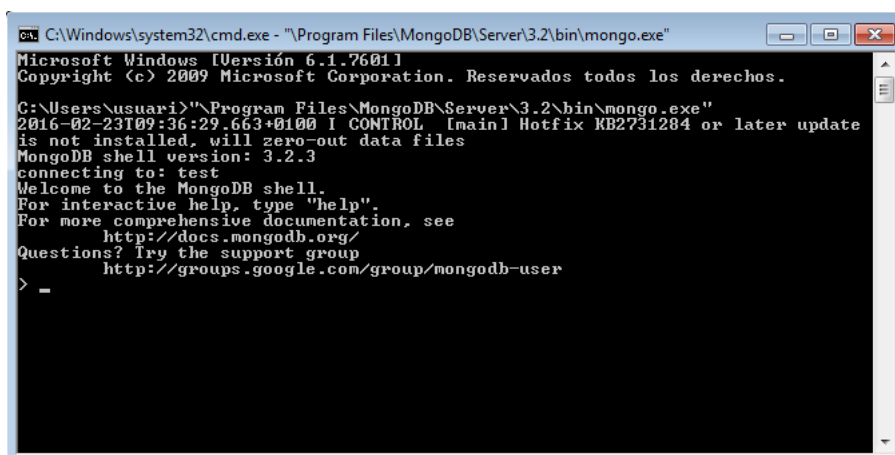 C:\Windows\system32\cmd.exe - "\Program Files\MongoDB\Server\3.2\bin\mongo.exe"
Microsoft Windows [Versión 6.1.7601]
Copyright (c) 2009 Microsoft Corporation. Reservados todos los derechos.
C:\Users\usuari>"\Program Files\MongoDB\Server\3.2\bin\mongo.exe"
2016-02-23T09:36:29.663+0100 I CONTROL  [main] Hotfix KB2731284 or later update
is not installed, will zero-out data files
MongoDB shell version: 3.2.3
connecting to: test
Welcome to the MongoDB shell.
For interactive help, type "help".
For more comprehensive documentation, see
http://docs.mongodb.org/
Questions? Try the support group
http://groups.google.com/group/mongodb-user
> _